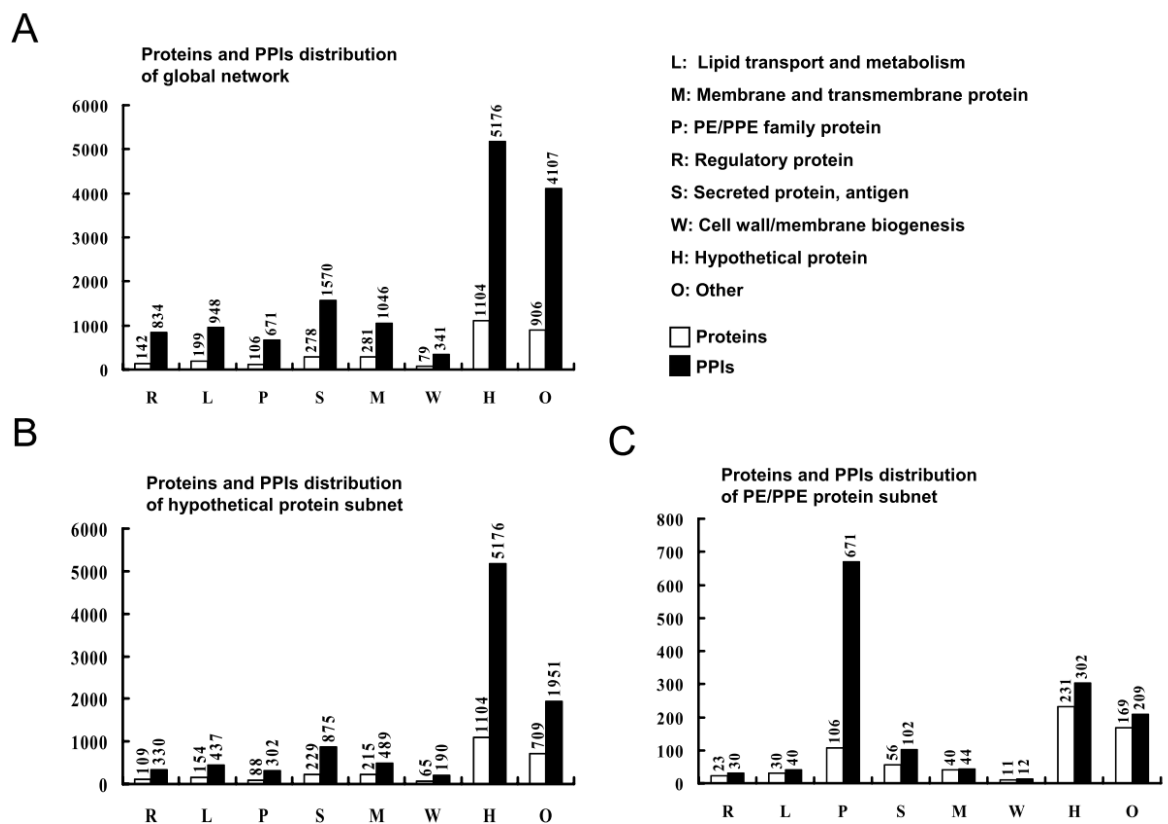 A
Proteins and PPIs distribution
of global network
6000
5000
4000
3000
2000
1000
0
142 834 199 948 106 671 278 1570 281 1046 79 341 1104 5176 906 4107
R L P S M W H O
L: Lipid transport and metabolism
M: Membrane and transmembrane protein
P: PE/PPE family protein
R: Regulatory protein
S: Secreted protein, antigen
W: Cell wall/membrane biogenesis
H: Hypothetical protein
O: Other
Proteins
PPIs
B
Proteins and PPIs distribution
of hypothetical protein subnet
6000
5000
4000
3000
2000
1000
0
109 330 154 437 88 302 229 875 215 489 65 190 1104 5176 709 1951
R L P S M W H O
C
Proteins and PPIs distribution
of PE/PPE protein subnet
800
700
600
500
400
300
200
100
0
23 30 30 40 106 671 56 102 40 44 11 12 231 302 169 209
R L P S M W H O